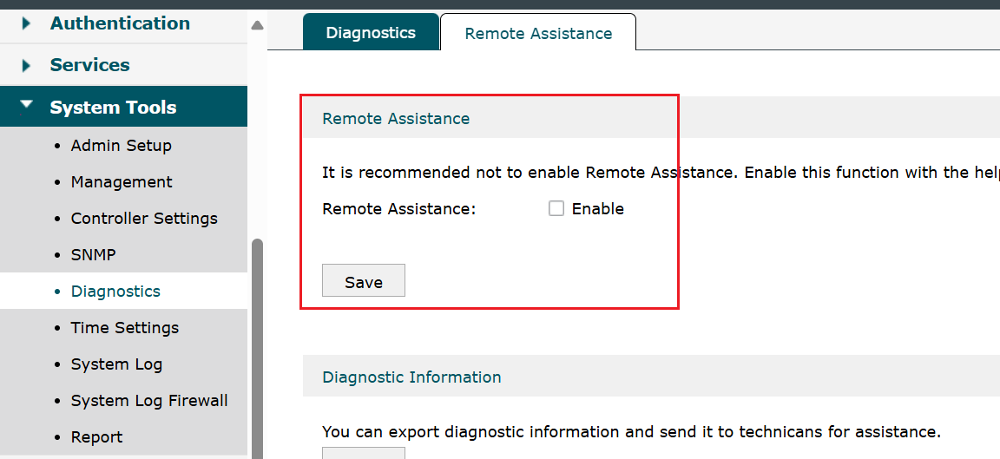 Authentication
Services
System Tools
Admin Setup
Management
Controller Settings
SNMP
Diagnostics
Time Settings
System Log
System Log Firewall
Report
Diagnostics
Remote Assistance
Remote Assistance
It is recommended not to enable Remote Assistance. Enable this function with the
Remote Assistance:
Enable
Save
Diagnostic Information
You can export diagnostic information and send it to technicans for assistance.